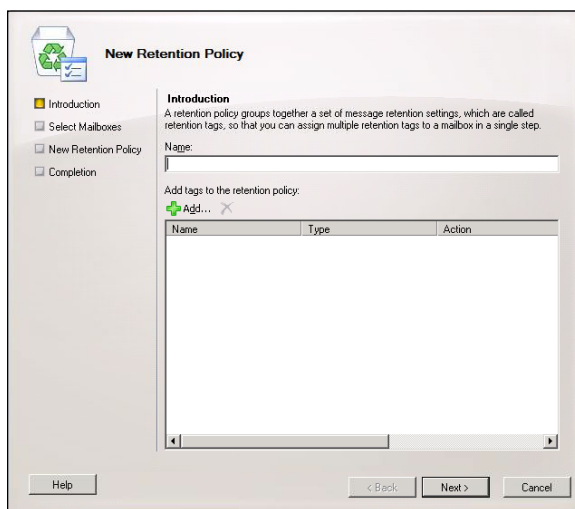 New Retention Policy
Introduction
Select Mailboxes
New Retention Policy
Completion
Introduction
A retention policy groups together a set of message retention settings, which are called
retention tags, so that you can assign multiple retention tags to a mailbox in a single step.
Name:
Add tags to the retention policy:
Add...
Name Type Action
Help < Back Next > Cancel